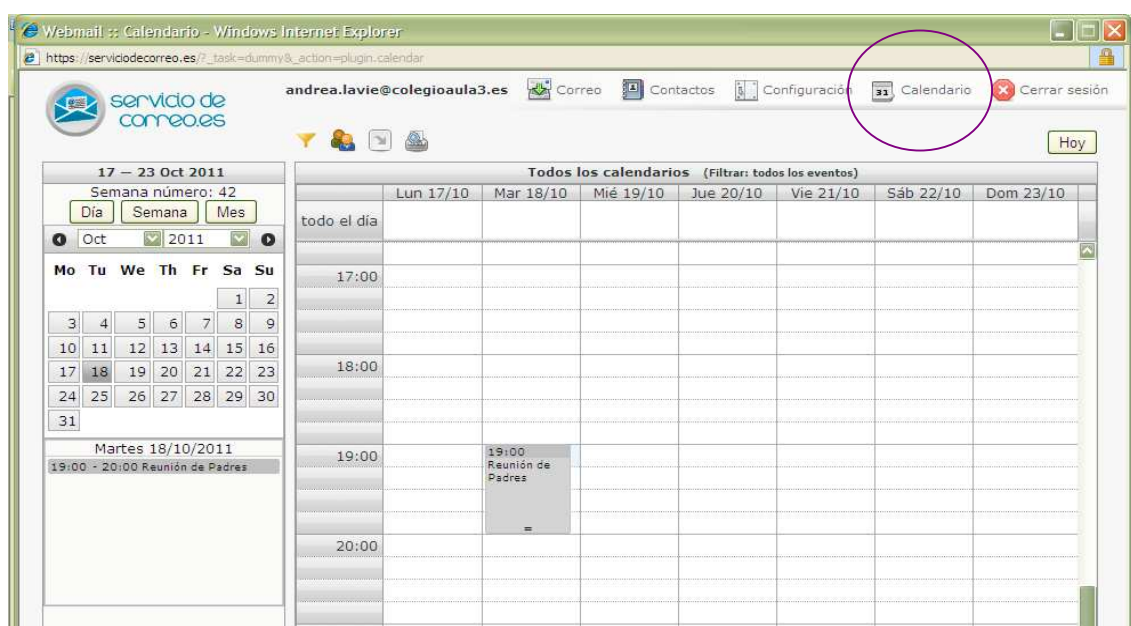 Webmail :: Calendario - Windows Internet Explorer
https://serviciodecorreo.es/?_task=dummy&_action=plugin.calendar
servicio de
correo.es
andrea.lavie@colegioaula3.es Correo Contactos Configuración 31 Calendario Cerrar sesión
Hoy
17 — 23 Oct 2011
Semana número: 42
Día Semana Mes
Oct 2011
Mo Tu We Th Fr Sa Su
1 2
3 4 5 6 7 8 9
10 11 12 13 14 15 16
17 18 19 20 21 22 23
24 25 26 27 28 29 30
31
Martes 18/10/2011
19:00 - 20:00 Reunión de Padres
Todos los calendarios (Filtrar: todos los eventos)
Lun 17/10 Mar 18/10 Mié 19/10 Jue 20/10 Vie 21/10 Sáb 22/10 Dom 23/10
todo el día
17:00
18:00
19:00
19:00
Reunión de
Padres
=
20:00